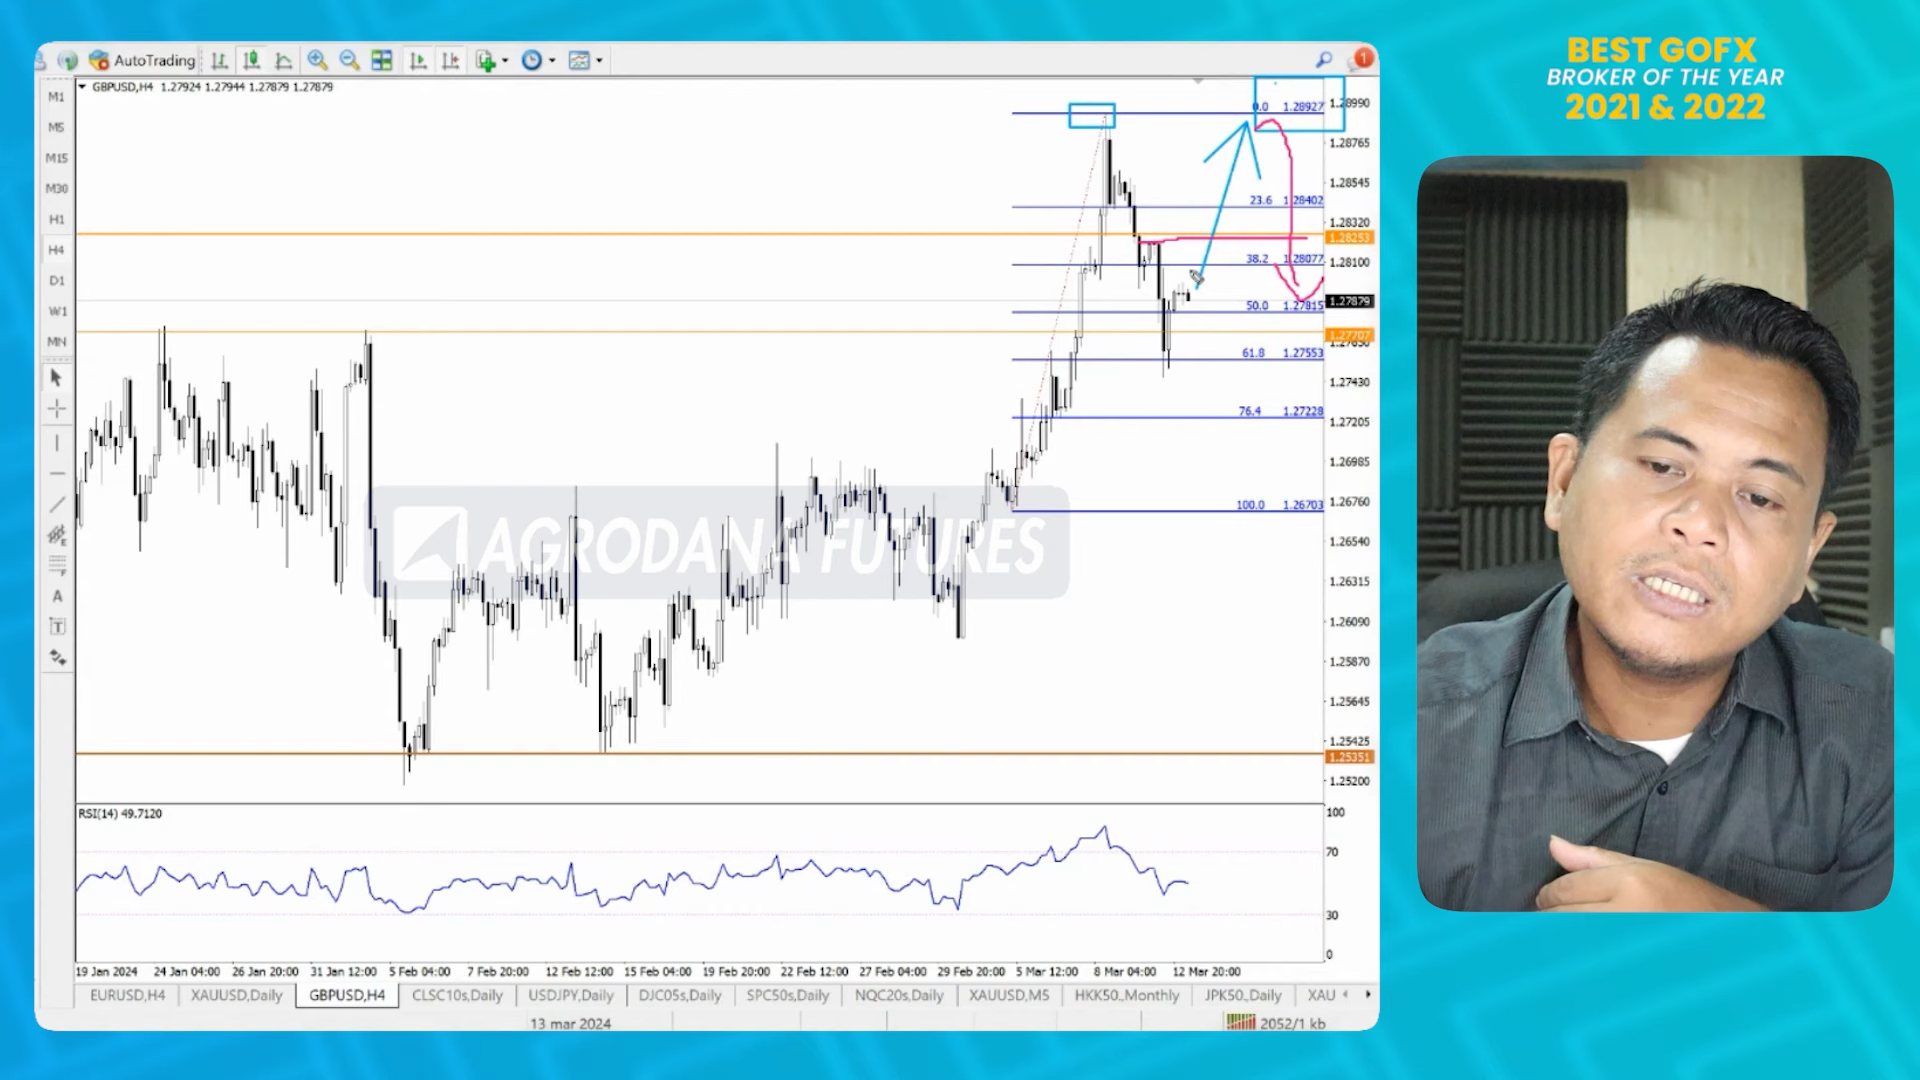 AutoTrading
1
BEST GOFX
BROKER OF THE YEAR
2021 & 2022
GBPUSD,H4 1.27924 1.27944 1.27879 1.27879
M1
M5
M15
M30
H1
H4
D1
W1
MN
A
T
0.0 1.28927
23.6 1.28402
38.2 1.28077
50.0 1.27815
61.8 1.27553
76.4 1.27228
100.0 1.26703
1.28990
1.28765
1.28545
1.28320
1.28253
1.28100
1.27879
1.27707
1.27430
1.27205
1.26985
1.26760
1.26540
1.26315
1.26090
1.25870
1.25645
1.25425
1.25351
1.25200
AGRODANA FUTURES
RSI(14) 49.7120
100
70
30
0
19 Jan 2024 24 Jan 04:00 26 Jan 20:00 31 Jan 12:00 5 Feb 04:00 7 Feb 20:00 12 Feb 12:00 15 Feb 04:00 19 Feb 20:00 22 Feb 12:00 27 Feb 04:00 29 Feb 20:00 5 Mar 12:00 8 Mar 04:00 12 Mar 20:00
EURUSD,H4 XAUUSD,Daily GBPUSD,H4 CLSC10s,Daily USDJPY,Daily DJC05s,Daily SPC50s,Daily NQC20s,Daily XAUUSD,M5 HKK50_,Monthly JPK50_,Daily XAU
13 mar 2024
2052/1 kb